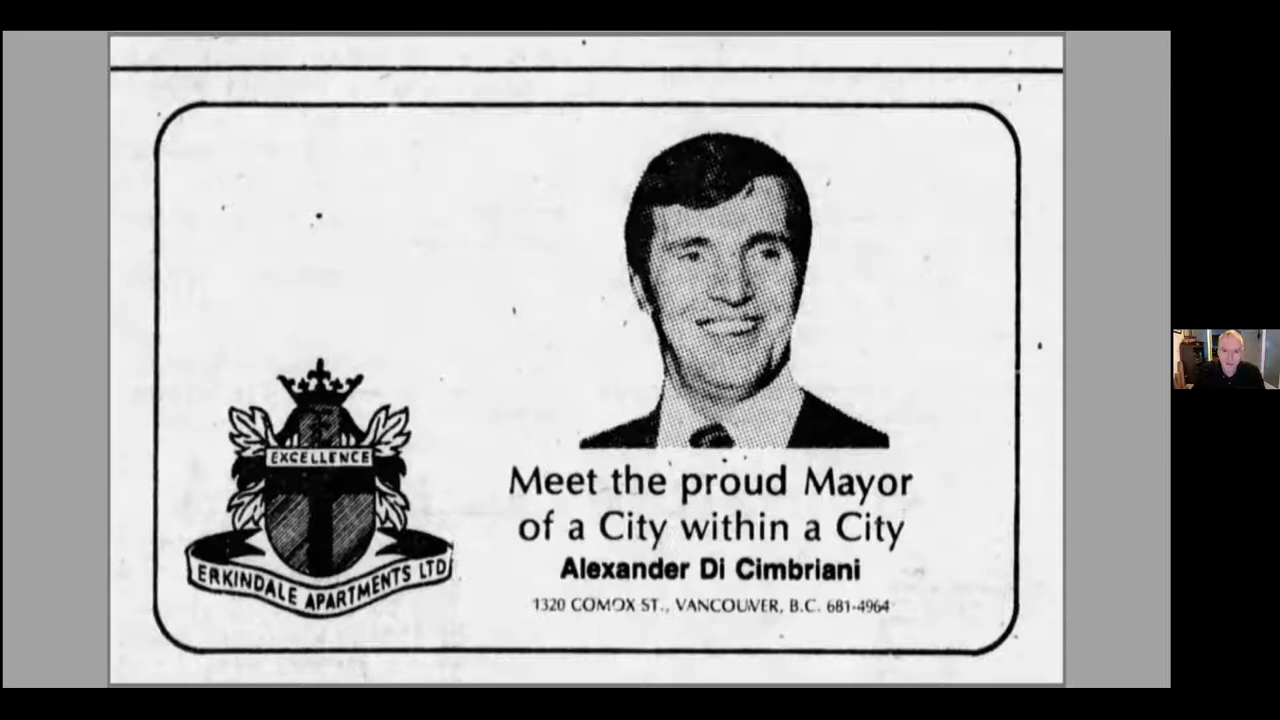 EXCELLENCE
ERKINDALE APARTMENTS LTD
Meet the proud Mayor
of a City within a City
Alexander Di Cimbriani
1320 COMOX ST., VANCOUVER, B.C. 681-4964